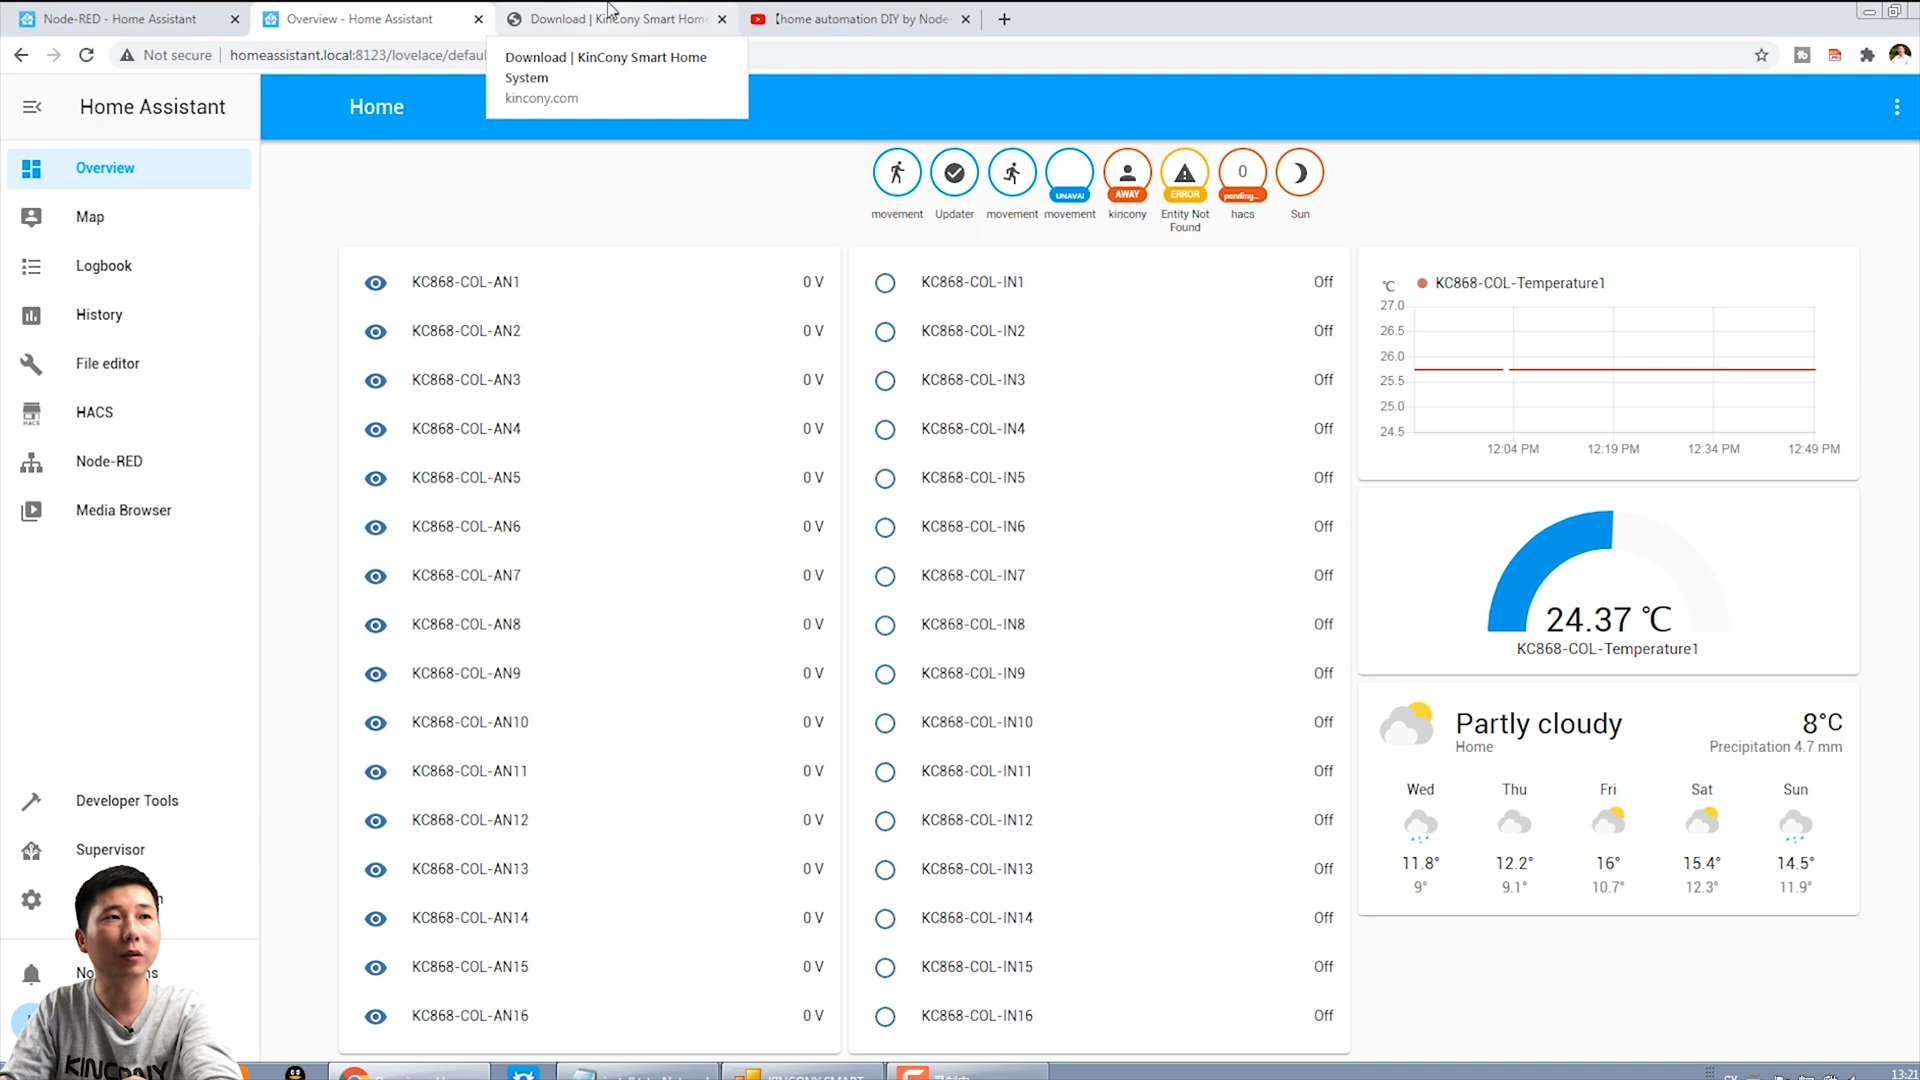 Node-RED - Home Assistant
Overview - Home Assistant
Download | KinCony Smart Home
【home automation DIY by Node-
Not secure
homeassistant.local:8123/lovelace/defau
Download | KinCony Smart Home
System
kincony.com
Home Assistant
Home
Overview
Map
Logbook
History
File editor
HACS
HACS
Node-RED
Media Browser
Developer Tools
Supervisor
UNAVAI
AWAY
ERROR
0
pending...
movement
Updater
movement
movement
kincony
Entity Not
Found
hacs
Sun
KC868-COL-AN1 0 V
KC868-COL-AN2 0 V
KC868-COL-AN3 0 V
KC868-COL-AN4 0 V
KC868-COL-AN5 0 V
KC868-COL-AN6 0 V
KC868-COL-AN7 0 V
KC868-COL-AN8 0 V
KC868-COL-AN9 0 V
KC868-COL-AN10 0 V
KC868-COL-AN11 0 V
KC868-COL-AN12 0 V
KC868-COL-AN13 0 V
KC868-COL-AN14 0 V
KC868-COL-AN15 0 V
KC868-COL-AN16 0 V
KC868-COL-IN1 Off
KC868-COL-IN2 Off
KC868-COL-IN3 Off
KC868-COL-IN4 Off
KC868-COL-IN5 Off
KC868-COL-IN6 Off
KC868-COL-IN7 Off
KC868-COL-IN8 Off
KC868-COL-IN9 Off
KC868-COL-IN10 Off
KC868-COL-IN11 Off
KC868-COL-IN12 Off
KC868-COL-IN13 Off
KC868-COL-IN14 Off
KC868-COL-IN15 Off
KC868-COL-IN16 Off
℃ KC868-COL-Temperature1
27.0
26.5
26.0
25.5
25.0
24.5
12:04 PM 12:19 PM 12:34 PM 12:49 PM
24.37 ℃
KC868-COL-Temperature1
Partly cloudy 8°C
Home Precipitation 4.7 mm
Wed Thu Fri Sat Sun
11.8° 12.2° 16° 15.4° 14.5°
9° 9.1° 10.7° 12.3° 11.9°
KINCONY
13:21